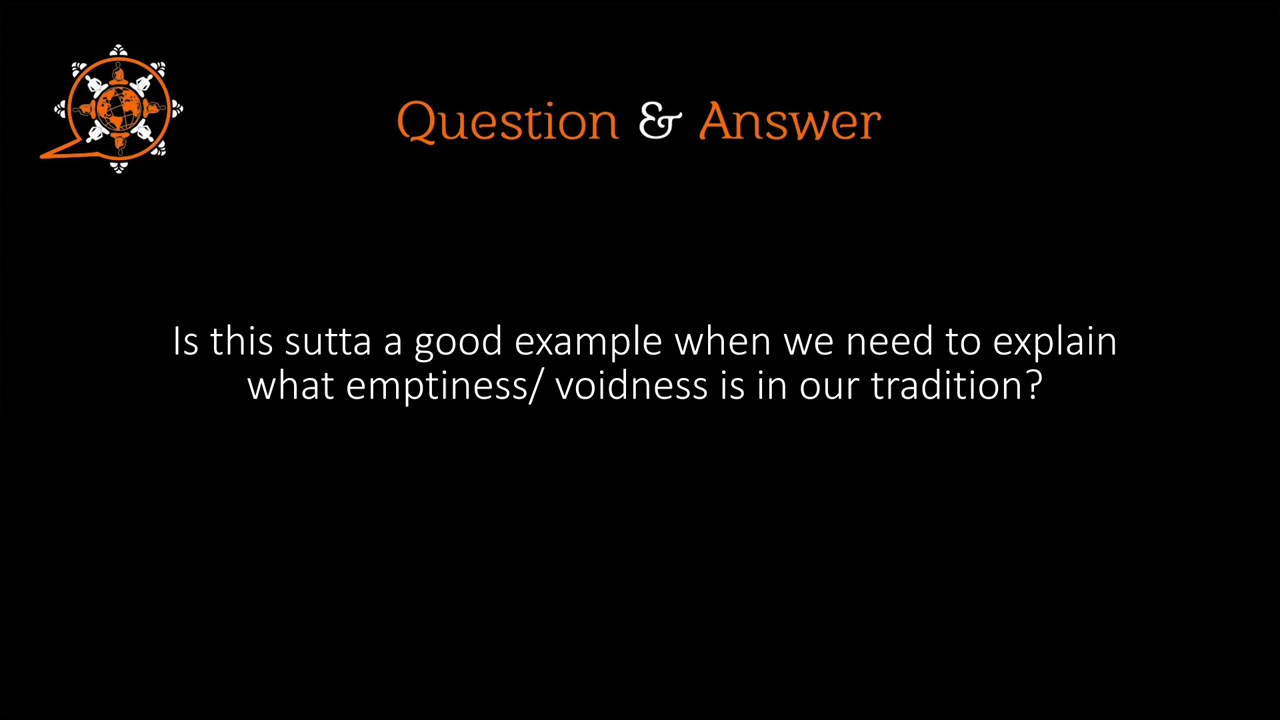 Question & Answer
Is this sutta a good example when we need to explain
what emptiness/ voidness is in our tradition?